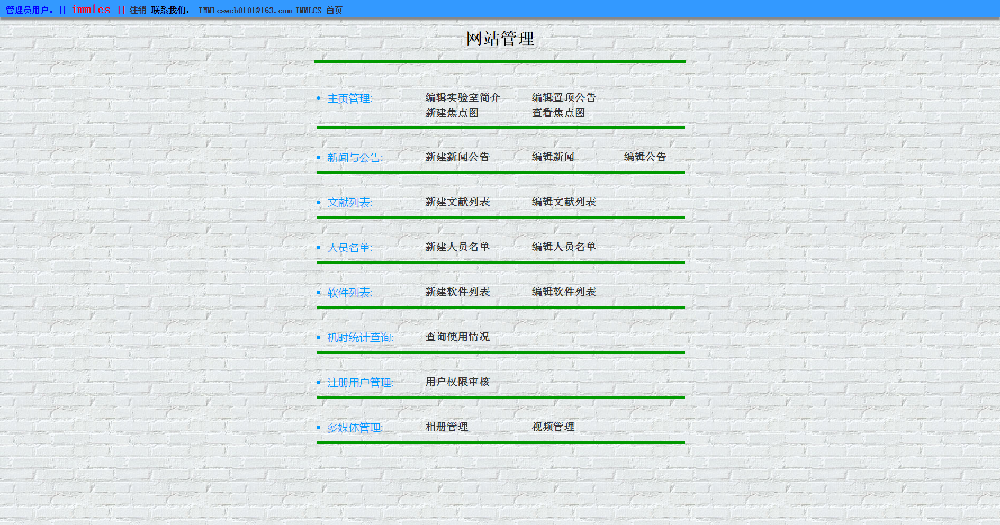 管理员用户：|| immlcs || 注销 联系我们： IMMlcsweb0101@163.com IMMLCS 首页
网站管理
主页管理: 编辑实验室简介 编辑置顶公告
新建焦点图 查看焦点图
新闻与公告: 新建新闻公告 编辑新闻 编辑公告
文献列表: 新建文献列表 编辑文献列表
人员名单: 新建人员名单 编辑人员名单
软件列表: 新建软件列表 编辑软件列表
机时统计查询: 查询使用情况
注册用户管理: 用户权限审核
多媒体管理: 相册管理 视频管理